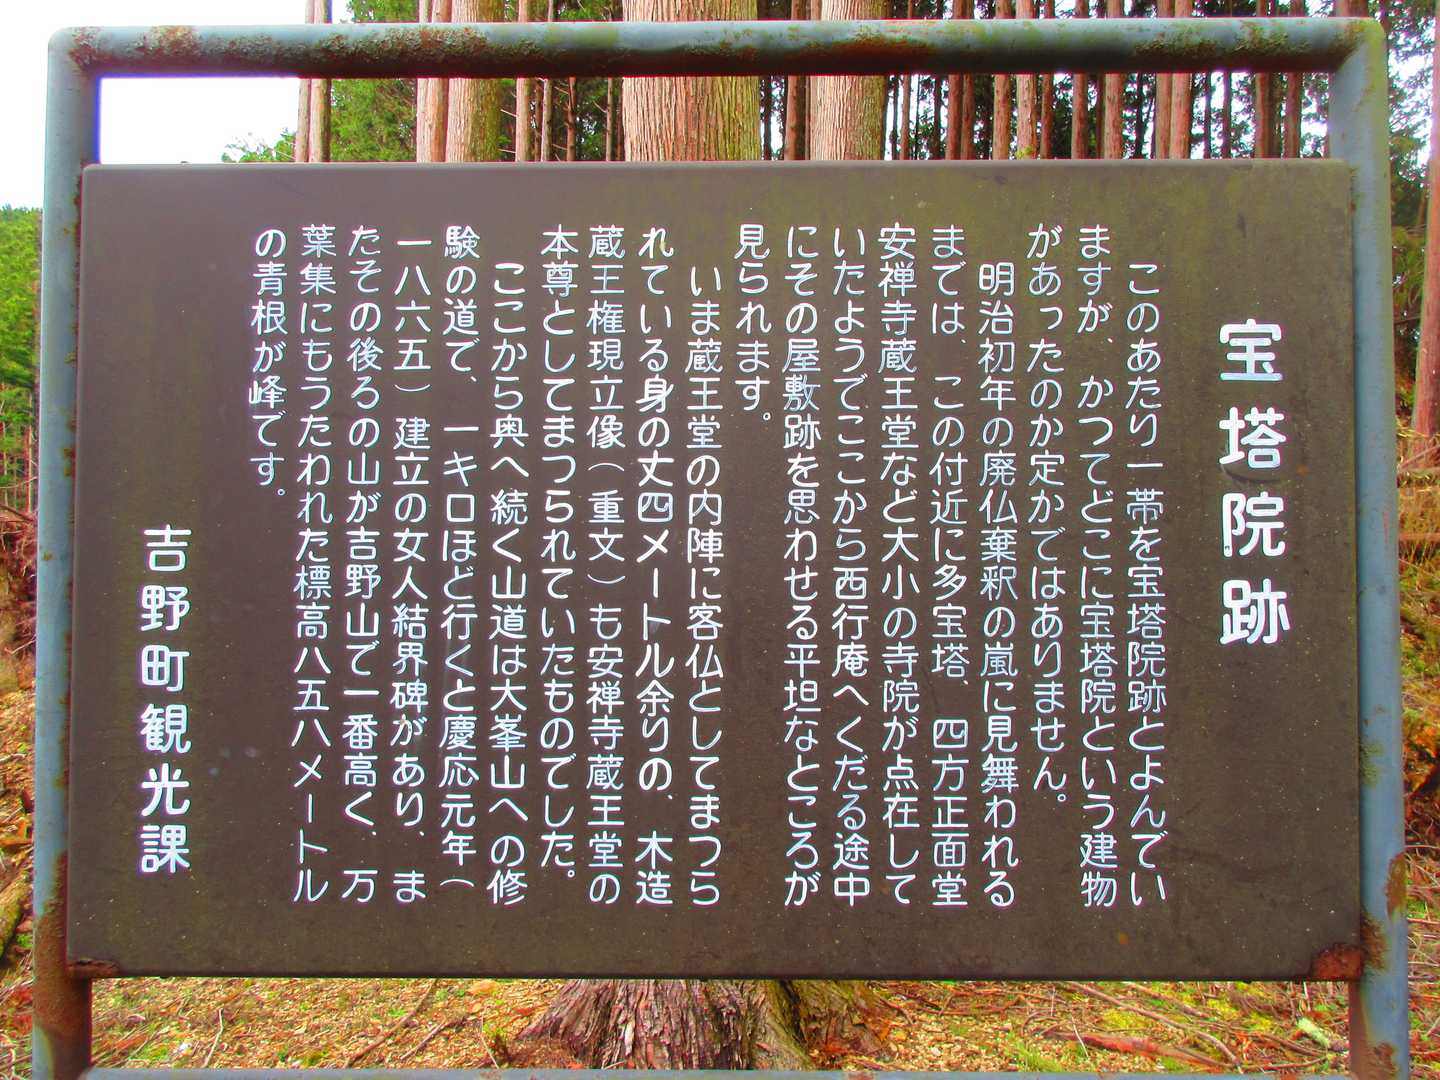 宝塔院跡
このあたり一帯を宝塔院跡とよんでい
ますが、かつてどこに宝塔院という建物
があったのか定かではありません。
明治初年の廃仏棄釈の嵐に見舞われる
までは、この付近に多宝塔、四方正面堂
安禅寺蔵王堂など大小の寺院が点在して
いたようでここから西行庵へくだる途中
にその屋敷跡を思わせる平坦なところが
見られます。
いま蔵王堂の内陣に客仏としてまつら
れている身の丈四メートル余りの、木造
蔵王権現立像（重文）も安禅寺蔵王堂の
本尊としてまつられていたものでした。
ここから奥へ続く山道は大峯山への修
験の道で、一キロほど行くと慶応元年（
一八六五）建立の女人結界碑があり、ま
たその後ろの山が吉野山で一番高く、万
葉集にもうたわれた標高八五八メートル
の青根が峰です。
吉野町観光課